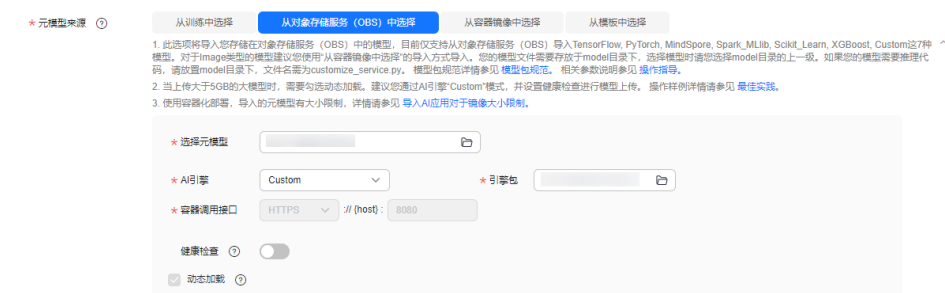 * 元模型来源 ? 从训练中选择 从对象存储服务（OBS）中选择 从容器镜像中选择 从模板中选择
1. 此选项将导入您存储在对象存储服务（OBS）中的模型，目前仅支持从对象存储服务（OBS）导入TensorFlow, PyTorch, MindSpore, Spark_MLlib, Scikit_Learn, XGBoost, Custom这7种
模型。对于Image类型的模型建议您使用“从容器镜像中选择”的导入方式导入。您的模型文件需要存放于model目录下，选择模型时请您选择model目录的上一级。如果您的模型需要推理代
码，请放置model目录下，文件名需为customize_service.py。 模型包规范详情参见 模型包规范。 相关参数说明参见 操作指导。
2. 当上传大于5GB的大模型时，需要勾选动态加载。建议您通过AI引擎“Custom”模式，并设置健康检查进行模型上传。 操作样例详情请参见 最佳实践。
3. 使用容器化部署，导入的元模型有大小限制，详情请参见 导入AI应用对于镜像大小限制。
* 选择元模型
* AI引擎 Custom * 引擎包
* 容器调用接口 HTTPS :// {host} : 8080
健康检查 ?
动态加载 ?